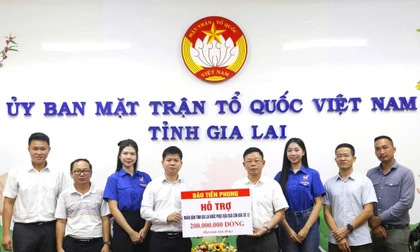 MẶT TRẬN TỔ QUỐC
VIỆT NAM
ỦY BAN MẶT TRẬN TỔ QUỐC VIỆT NAM
TỈNH GIA LAI
BÁO TIỀN PHONG
HỖ TRỢ
200.000.000 ĐỒNG